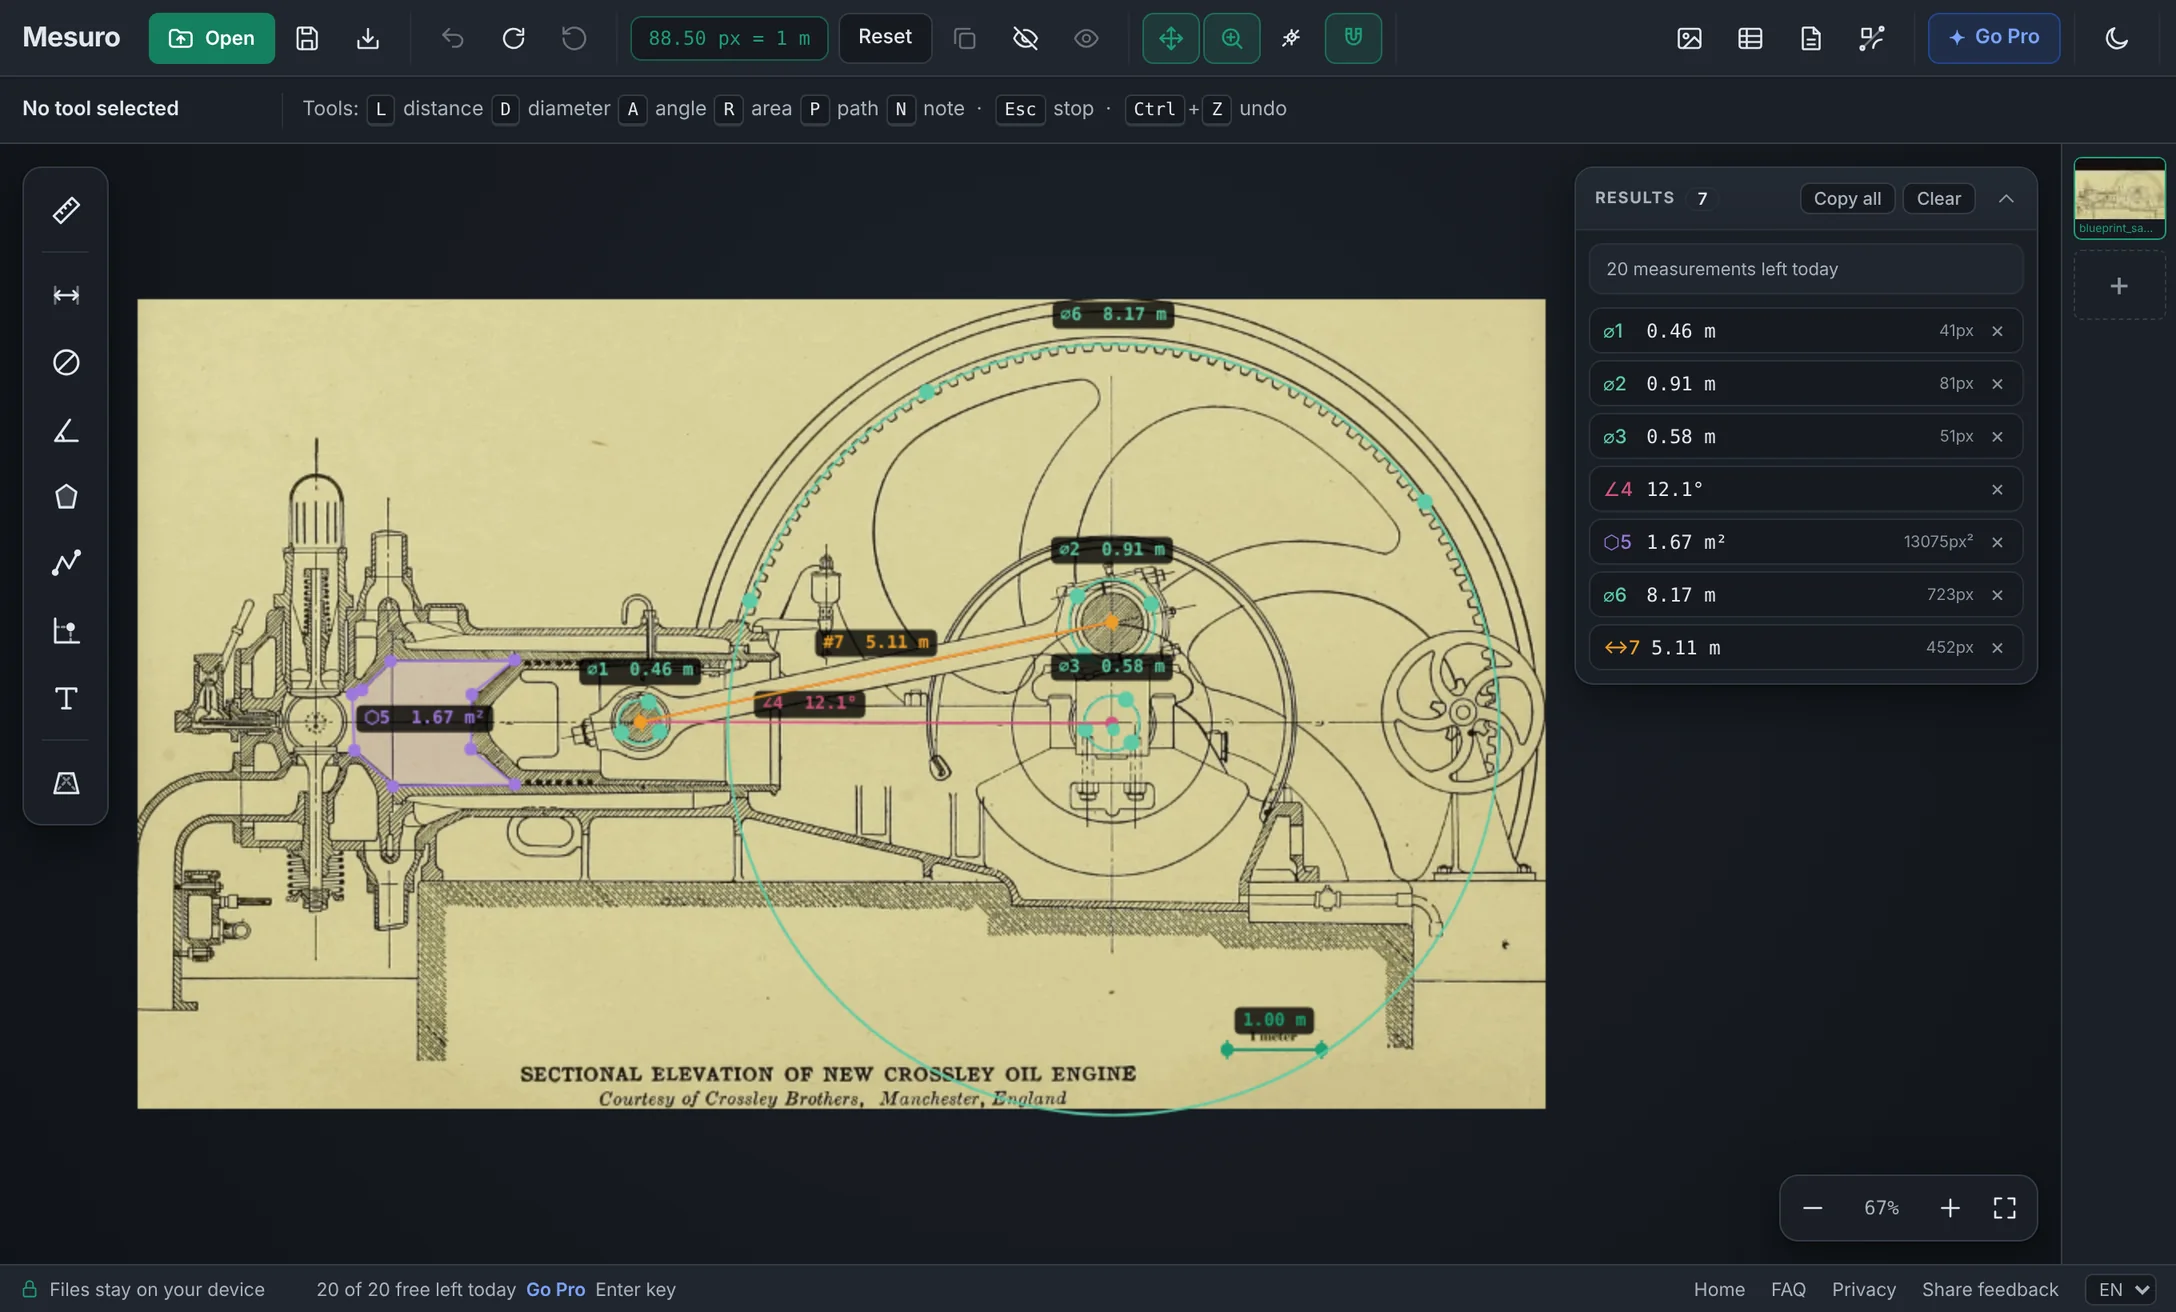 Mesuro Open 88.50 px = 1 m Reset Go Pro
No tool selected Tools: L distance D diameter A angle R area P path N note · Esc stop · Ctrl + Z undo
RESULTS 7 Copy all Clear
20 measurements left today
⌀1 0.46 m 41px ×
⌀2 0.91 m 81px ×
⌀3 0.58 m 51px ×
∠4 12.1° ×
⬡5 1.67 m² 13075px² ×
⌀6 8.17 m 723px ×
↔7 5.11 m 452px ×
blueprint_sa...
⌀6 8.17 m
⌀2 0.91 m
#7 5.11 m
⌀1 0.46 m
⌀3 0.58 m
∠4 12.1°
⬡5 1.67 m²
1.00 m
1 meter
SECTIONAL ELEVATION OF NEW CROSSLEY OIL ENGINE
Courtesy of Crossley Brothers, Manchester, England
67%
Files stay on your device 20 of 20 free left today Go Pro Enter key Home FAQ Privacy Share feedback EN